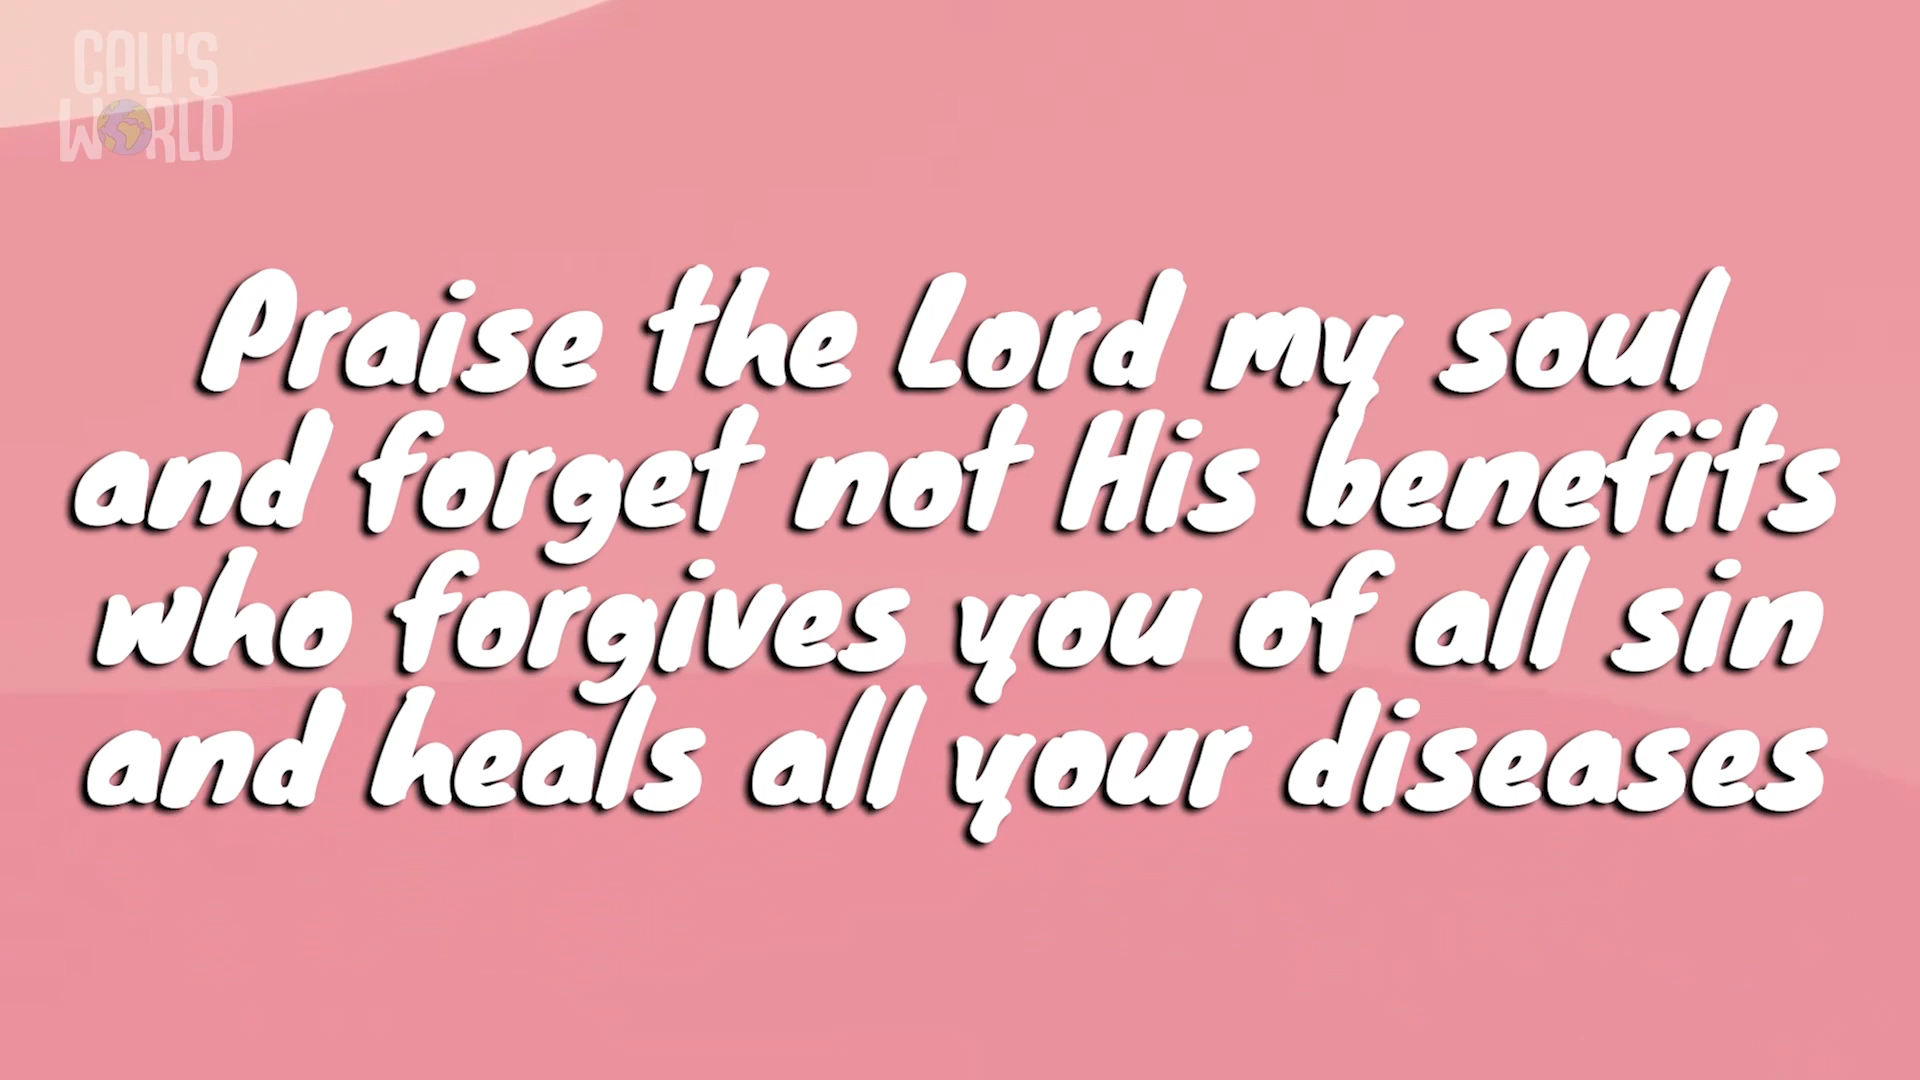 CALI'S
WORLD
Praise the Lord my soul
and forget not His benefits
who forgives you of all sin
and heals all your diseases